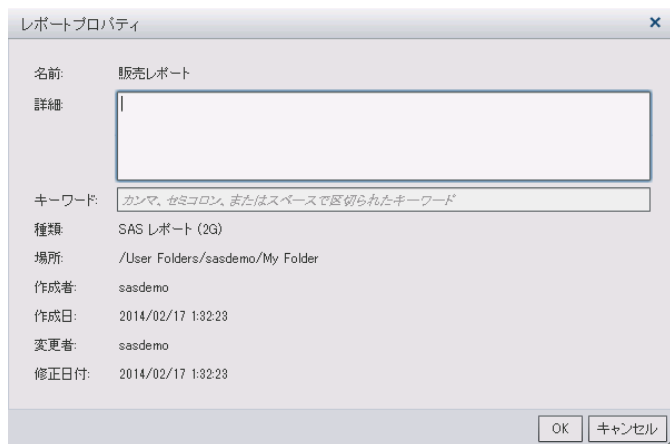 レポートプロパティ
名前: 販売レポート
詳細:
キーワード: カンマ、セミコロン、またはスペースで区切られたキーワード
種類: SAS レポート (2G)
場所: /User Folders/sasdemo/My Folder
作成者: sasdemo
作成日: 2014/02/17 1:32:23
変更者: sasdemo
修正日付: 2014/02/17 1:32:23
OK キャンセル